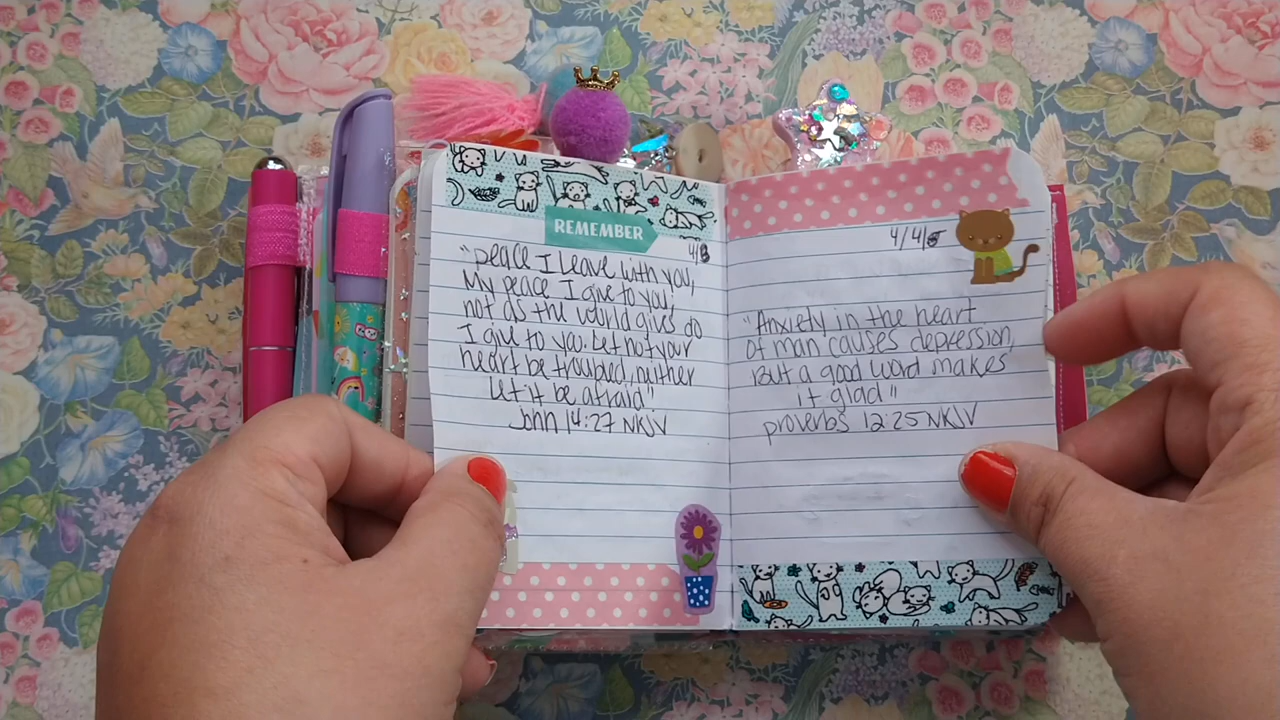 REMEMBER
4/3
"peace I leave with you,
My peace I give to you;
not as the world gives do
I give to you. Let not your
heart be troubled, neither
let it be afraid"
John 14:27 NKJV
4/4/5
"Anxiety in the heart
Of man causes depression,
But a good word makes
it glad"
proverbs 12:25 NKJV